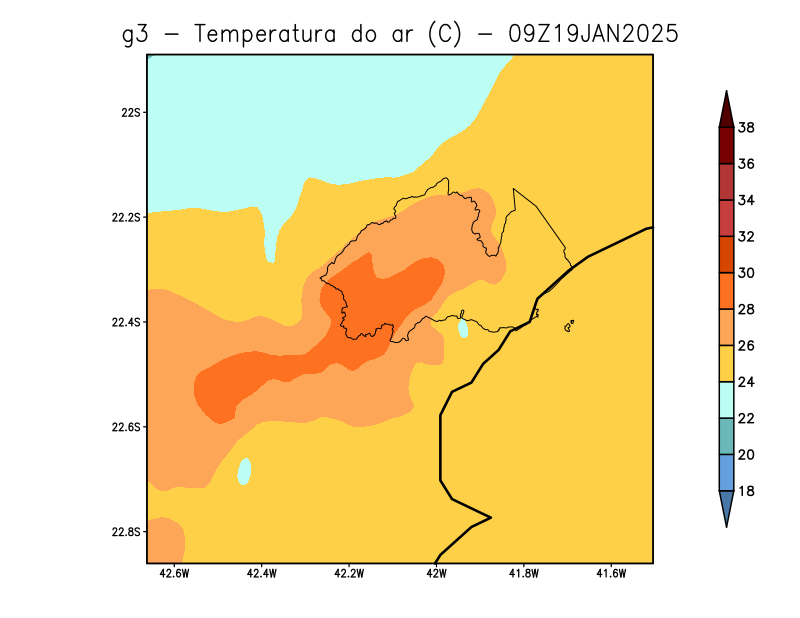 g3 − Temperatura do ar (C) − 09Z19JAN2025
22S
22.2S
22.4S
22.6S
22.8S
42.6W
42.4W
42.2W
42W
41.8W
41.6W
38
36
34
32
30
28
26
24
22
20
18